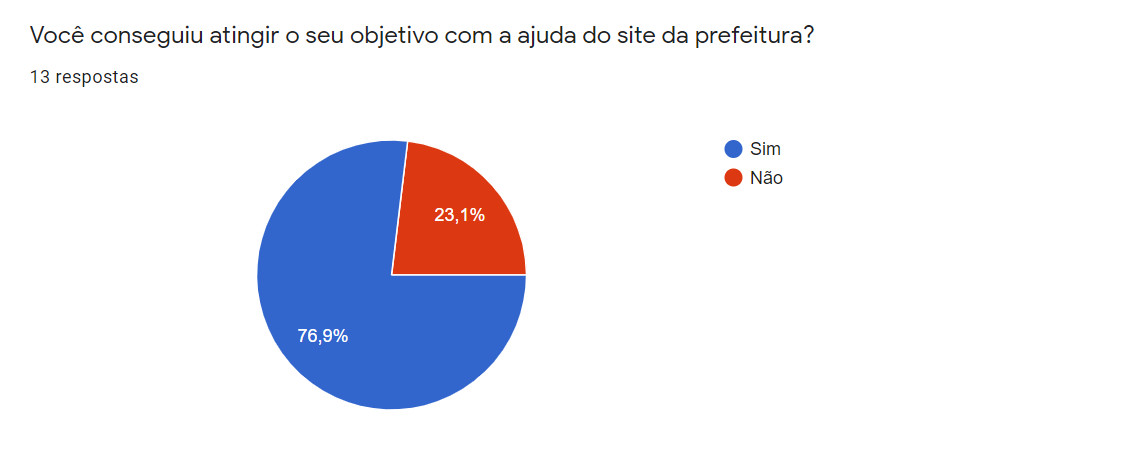 Você conseguiu atingir o seu objetivo com a ajuda do site da prefeitura?
13 respostas
Sim
Não
23,1%
76,9%